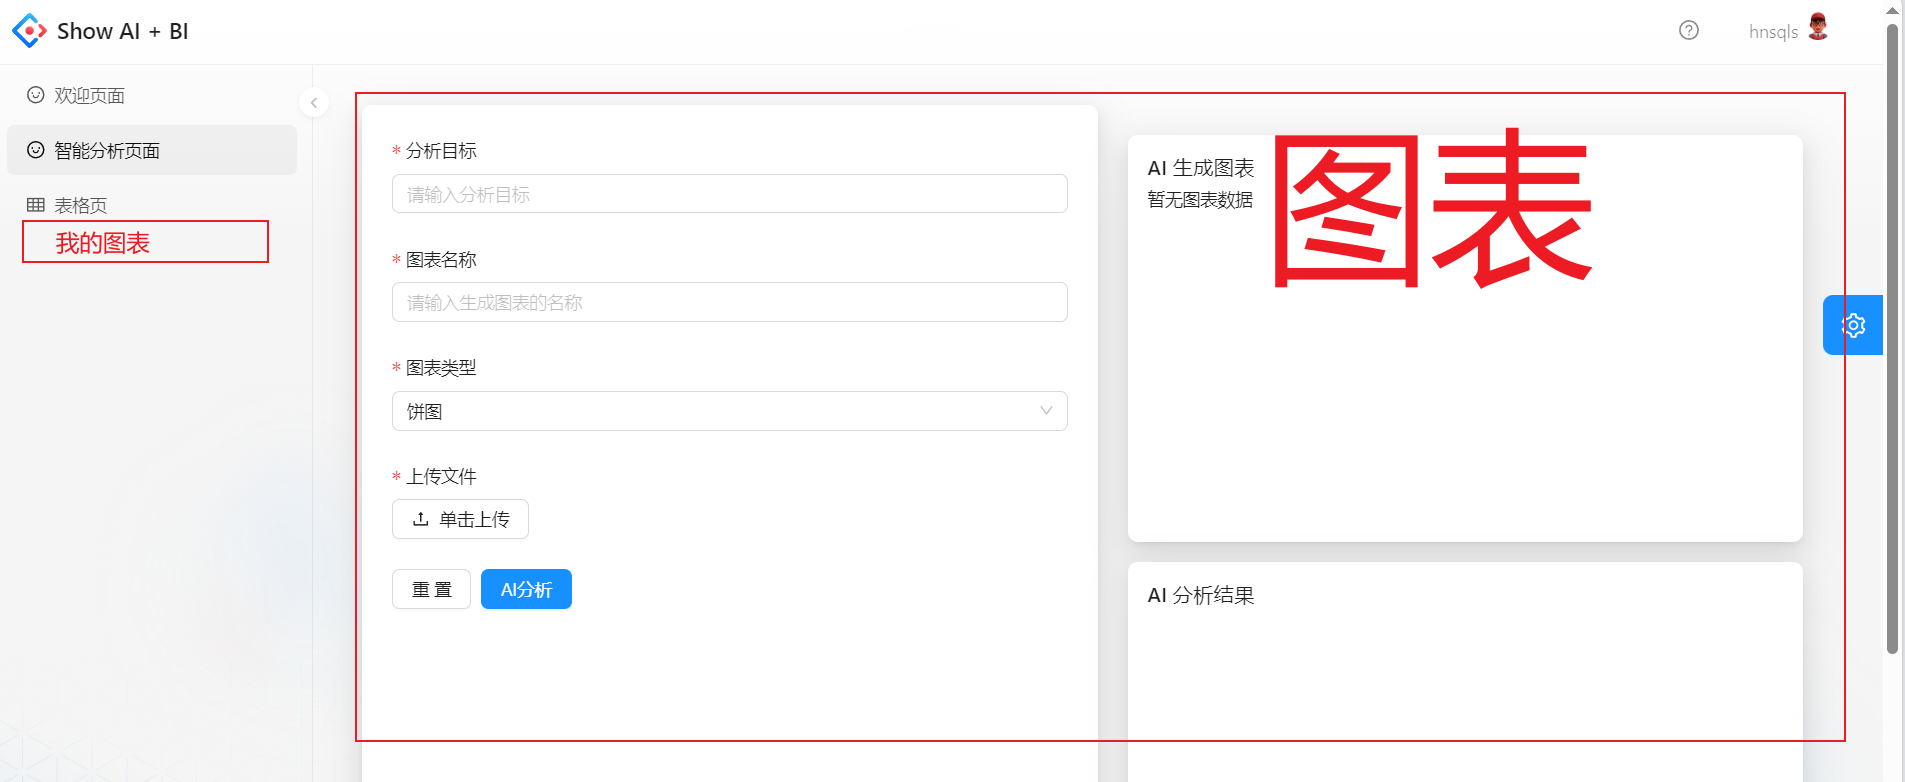 Show AI + BI
hnsqls
欢迎页面
智能分析页面
表格页
我的图表
* 分析目标
请输入分析目标
* 图表名称
请输入生成图表的名称
* 图表类型
饼图
* 上传文件
单击上传
重 置
AI分析
AI 生成图表
暂无图表数据
图表
AI 分析结果